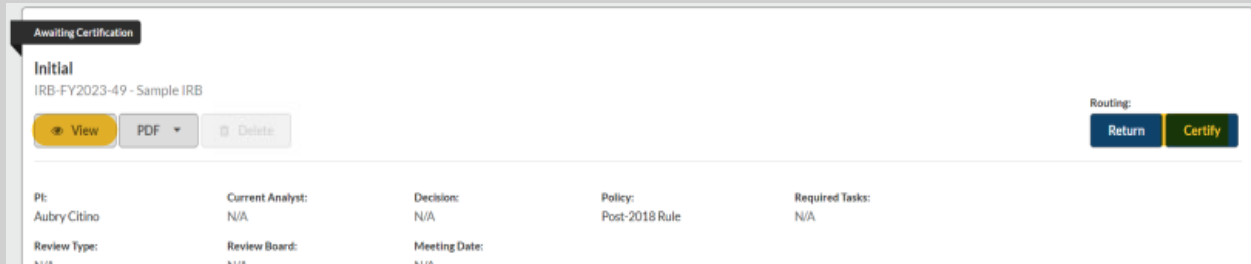 Awaiting Certification
Initial
IRB-FY2023-49 - Sample IRB
Routing:
View PDF Delete Return Certify
PI: Current Analyst: Decision: Policy: Required Tasks:
Aubry Citino N/A N/A Post-2018 Rule N/A
Review Type: Review Board: Meeting Date:
N/A N/A N/A